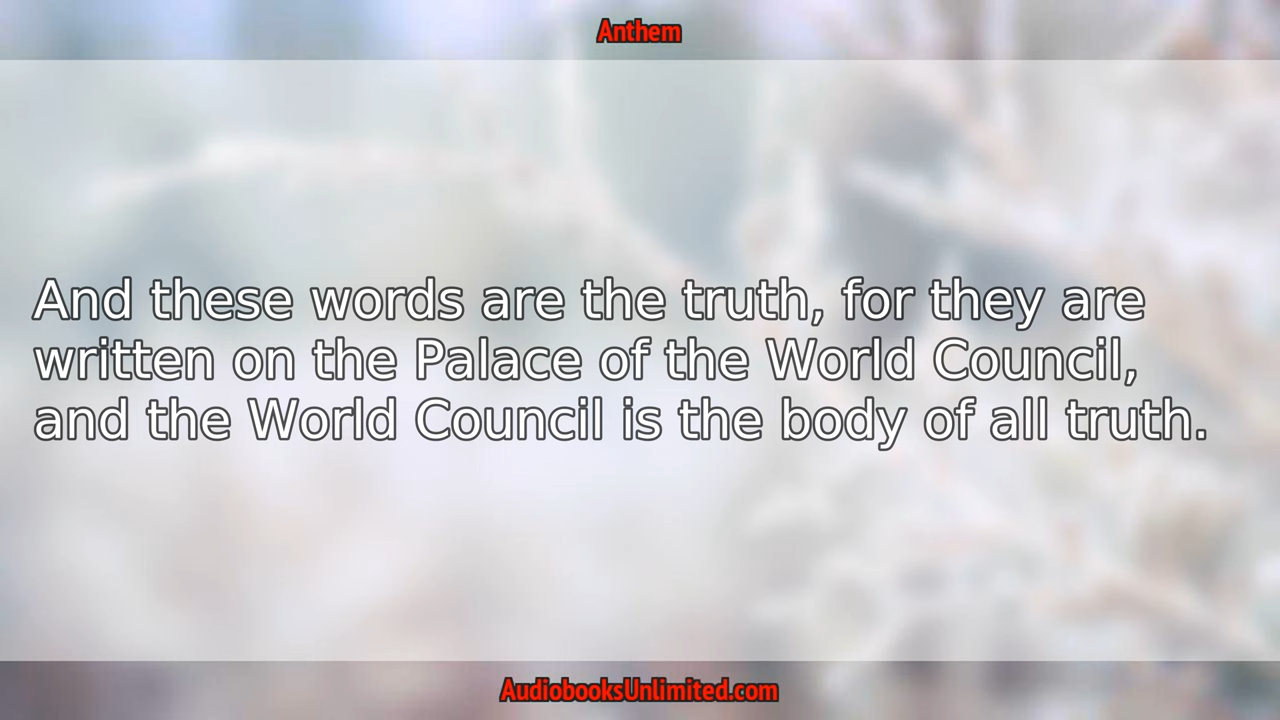 Anthem
And these words are the truth, for they are
written on the Palace of the World Council,
and the World Council is the body of all truth.
AudiobooksUnlimited.com